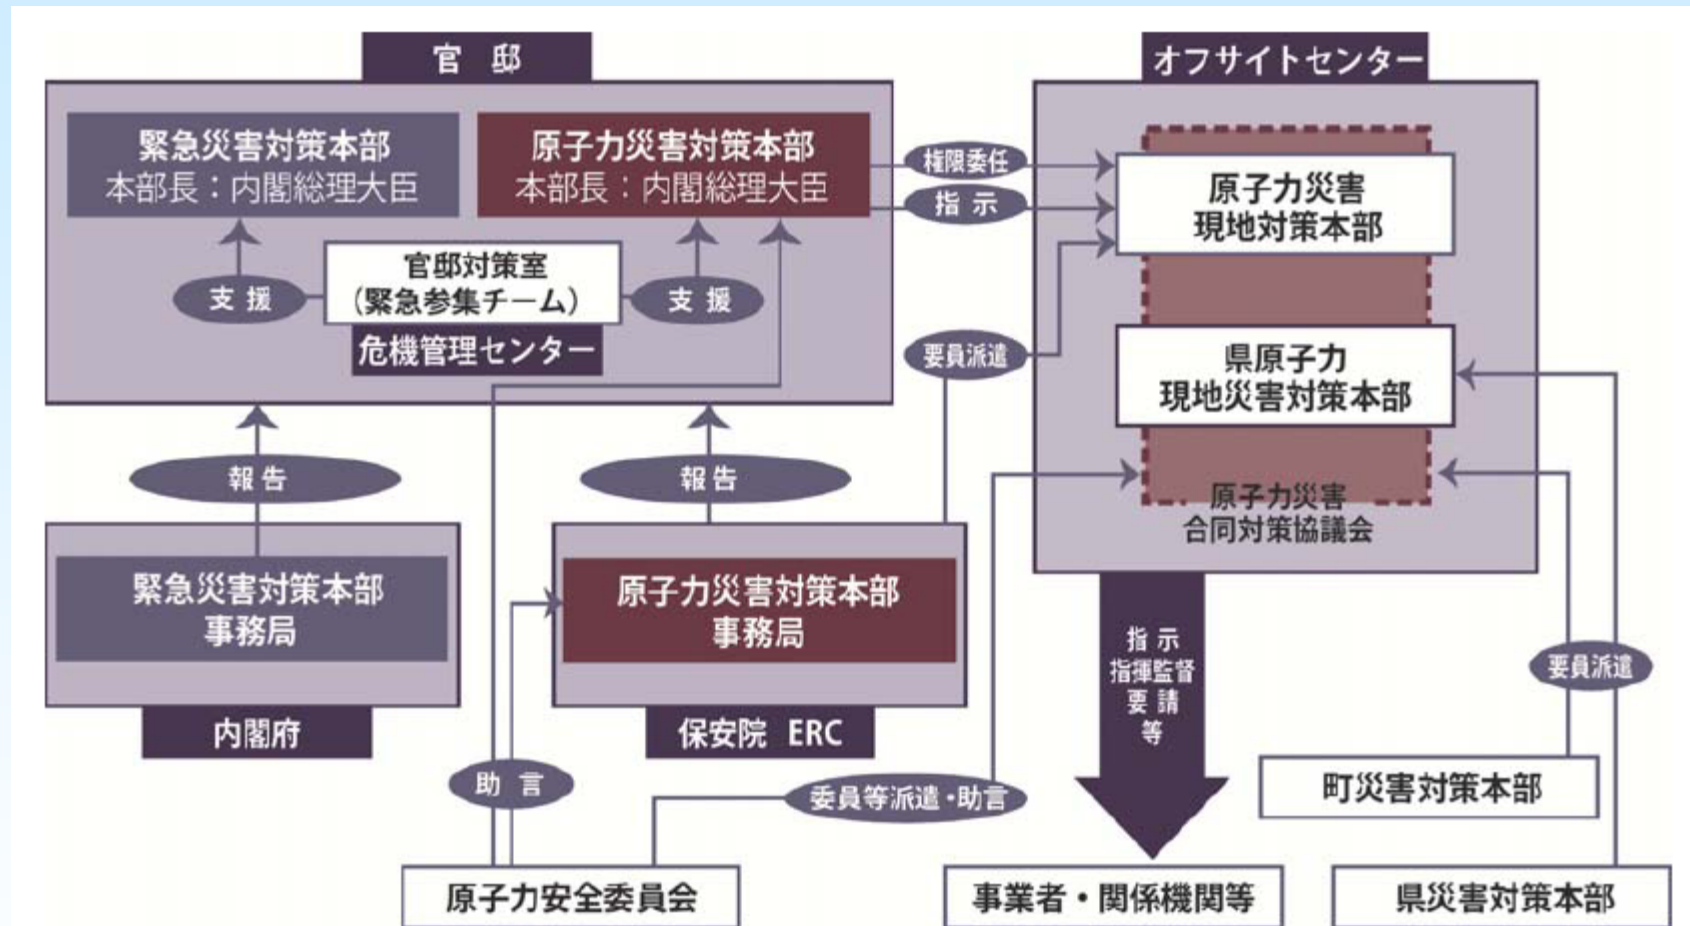 官 邸
緊急災害対策本部
本部長：内閣総理大臣
原子力災害対策本部
本部長：内閣総理大臣
支 援
官邸対策室
（緊急参集チーム）
支 援
危機管理センター
権限委任
指 示
要員派遣
オフサイトセンター
原子力災害
現地対策本部
県原子力
現地災害対策本部
原子力災害
合同対策協議会
報 告
報 告
緊急災害対策本部
事務局
内閣府
原子力災害対策本部
事務局
保安院 ERC
指 示
指揮監督
要 請
等
要員派遣
助 言
委員等派遣・助言
町災害対策本部
原子力安全委員会
事業者・関係機関等
県災害対策本部